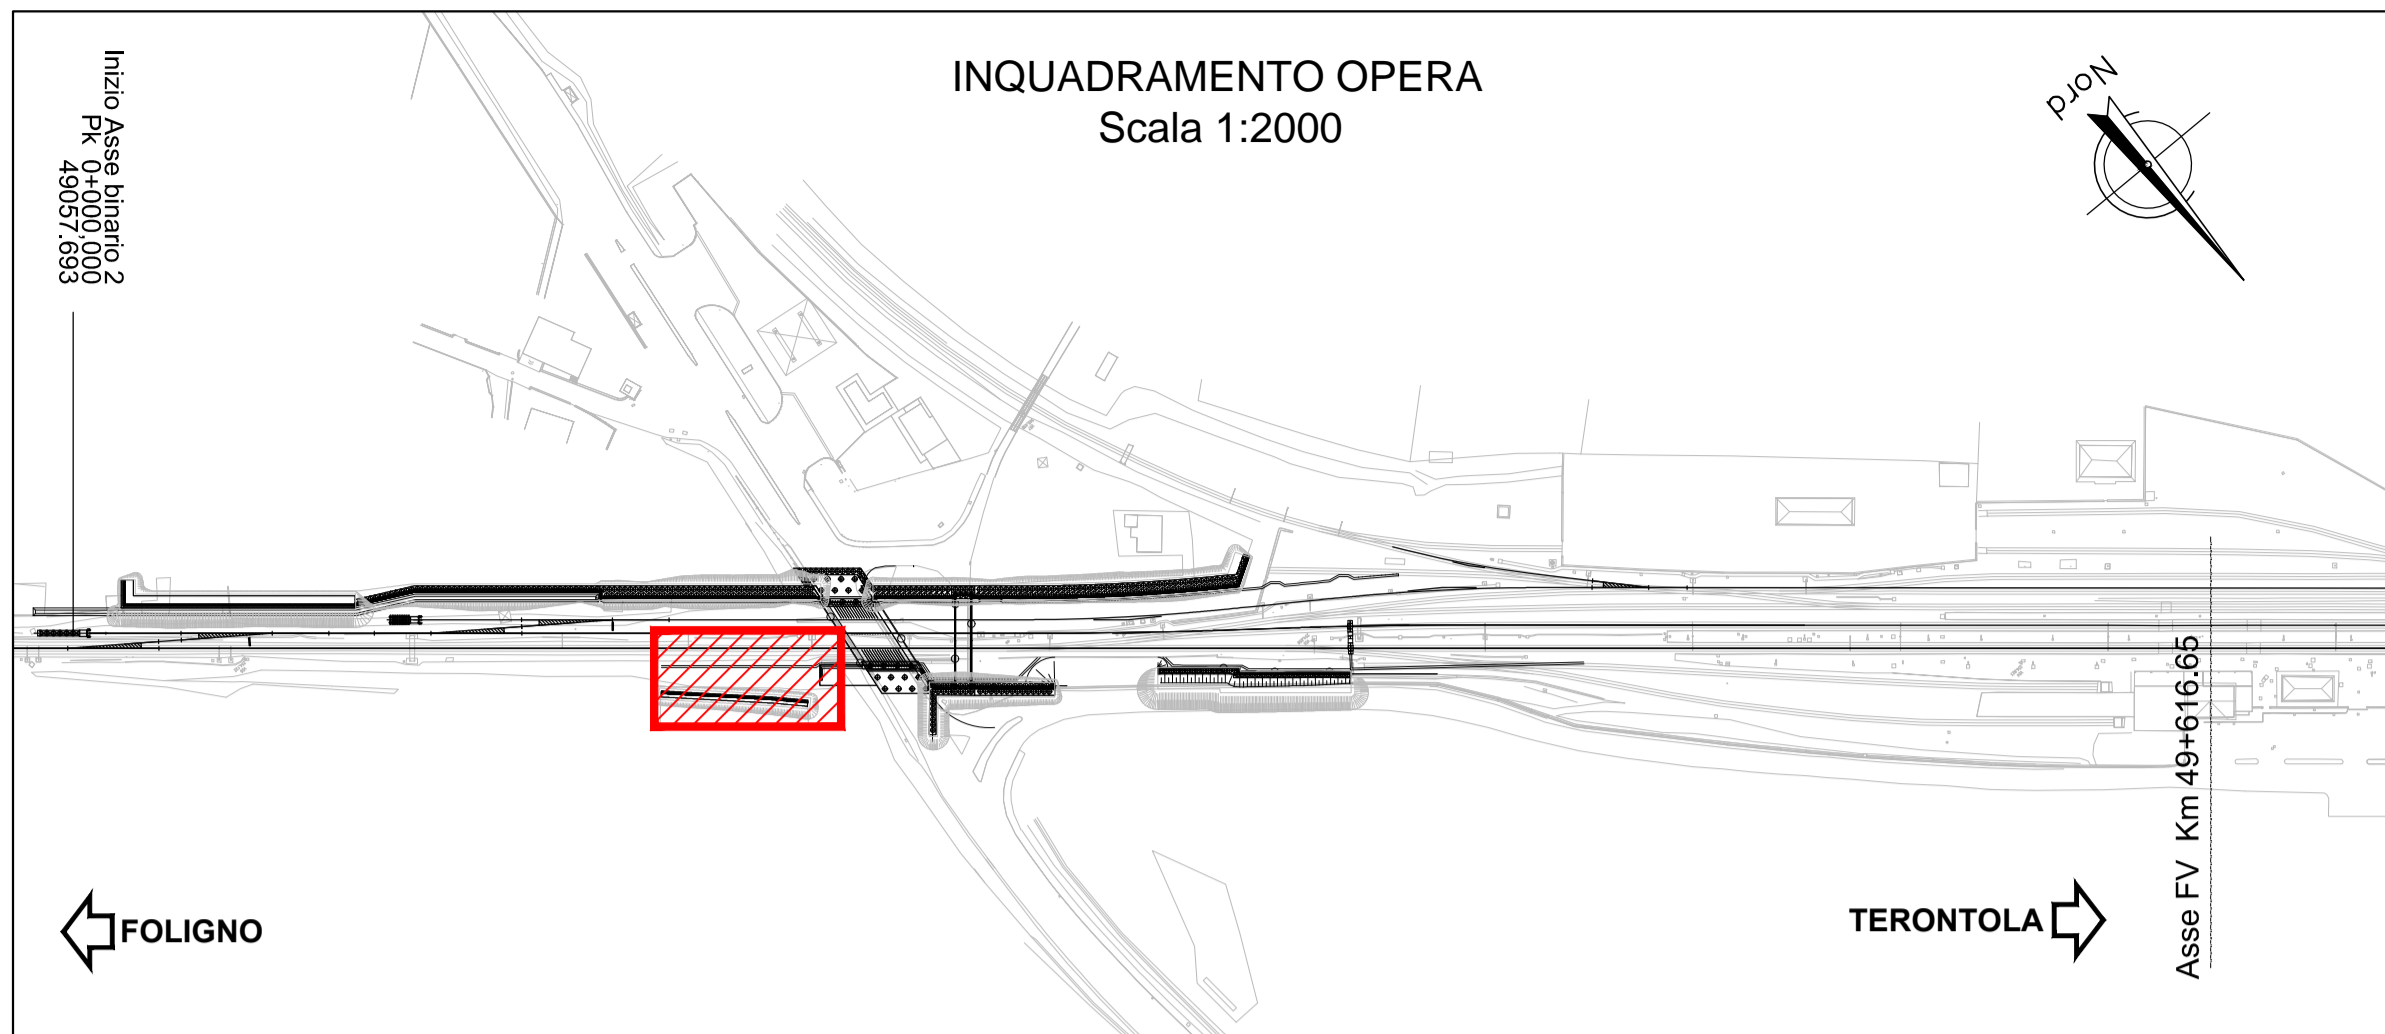 INQUADRAMENTO OPERA
Scala 1:2000
Nord
Inizio Asse binario 2
Pk 0+000,000
49057.693
FOLIGNO
TERONTOLA
Asse FV Km 49+616.65